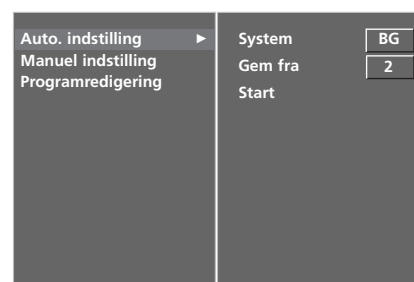 Auto. indstilling ►
Manuel indstilling
Programredigering
System BG
Gem fra 2
Start